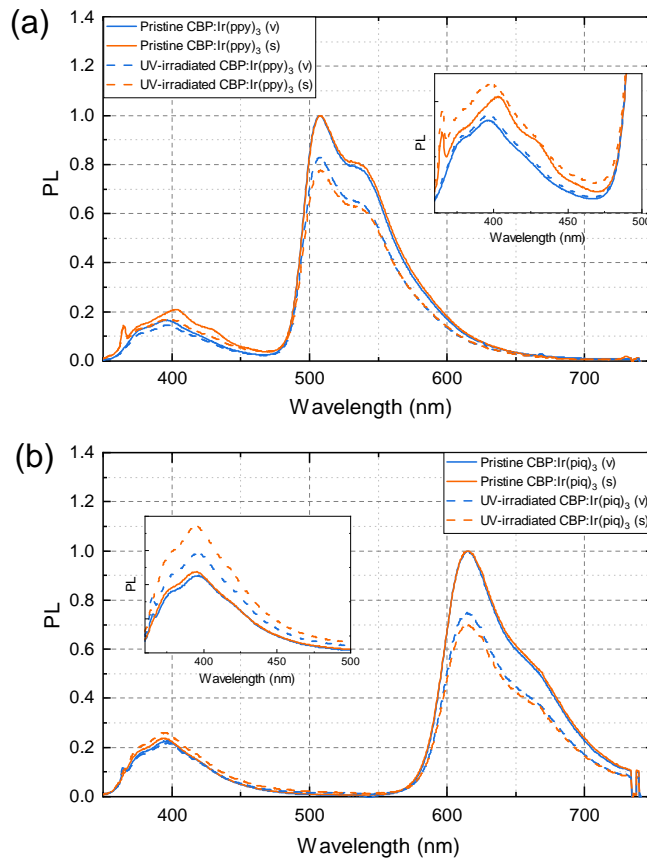 (a)
Pristine CBP:Ir(ppy)₃ (v)
Pristine CBP:Ir(ppy)₃ (s)
UV-irradiated CBP:Ir(ppy)₃ (v)
UV-irradiated CBP:Ir(ppy)₃ (s)
1.4
1.2
1.0
0.8
0.6
0.4
0.2
0.0
PL
400
500
600
700
Wavelength (nm)
PL
400
450
500
Wavelength (nm)
(b)
Pristine CBP:Ir(piq)₃ (v)
Pristine CBP:Ir(piq)₃ (s)
UV-irradiated CBP:Ir(piq)₃ (v)
UV-irradiated CBP:Ir(piq)₃ (s)
1.4
1.2
1.0
0.8
0.6
0.4
0.2
0.0
PL
PL
400
450
500
Wavelength (nm)
400
500
600
700
Wavelength (nm)